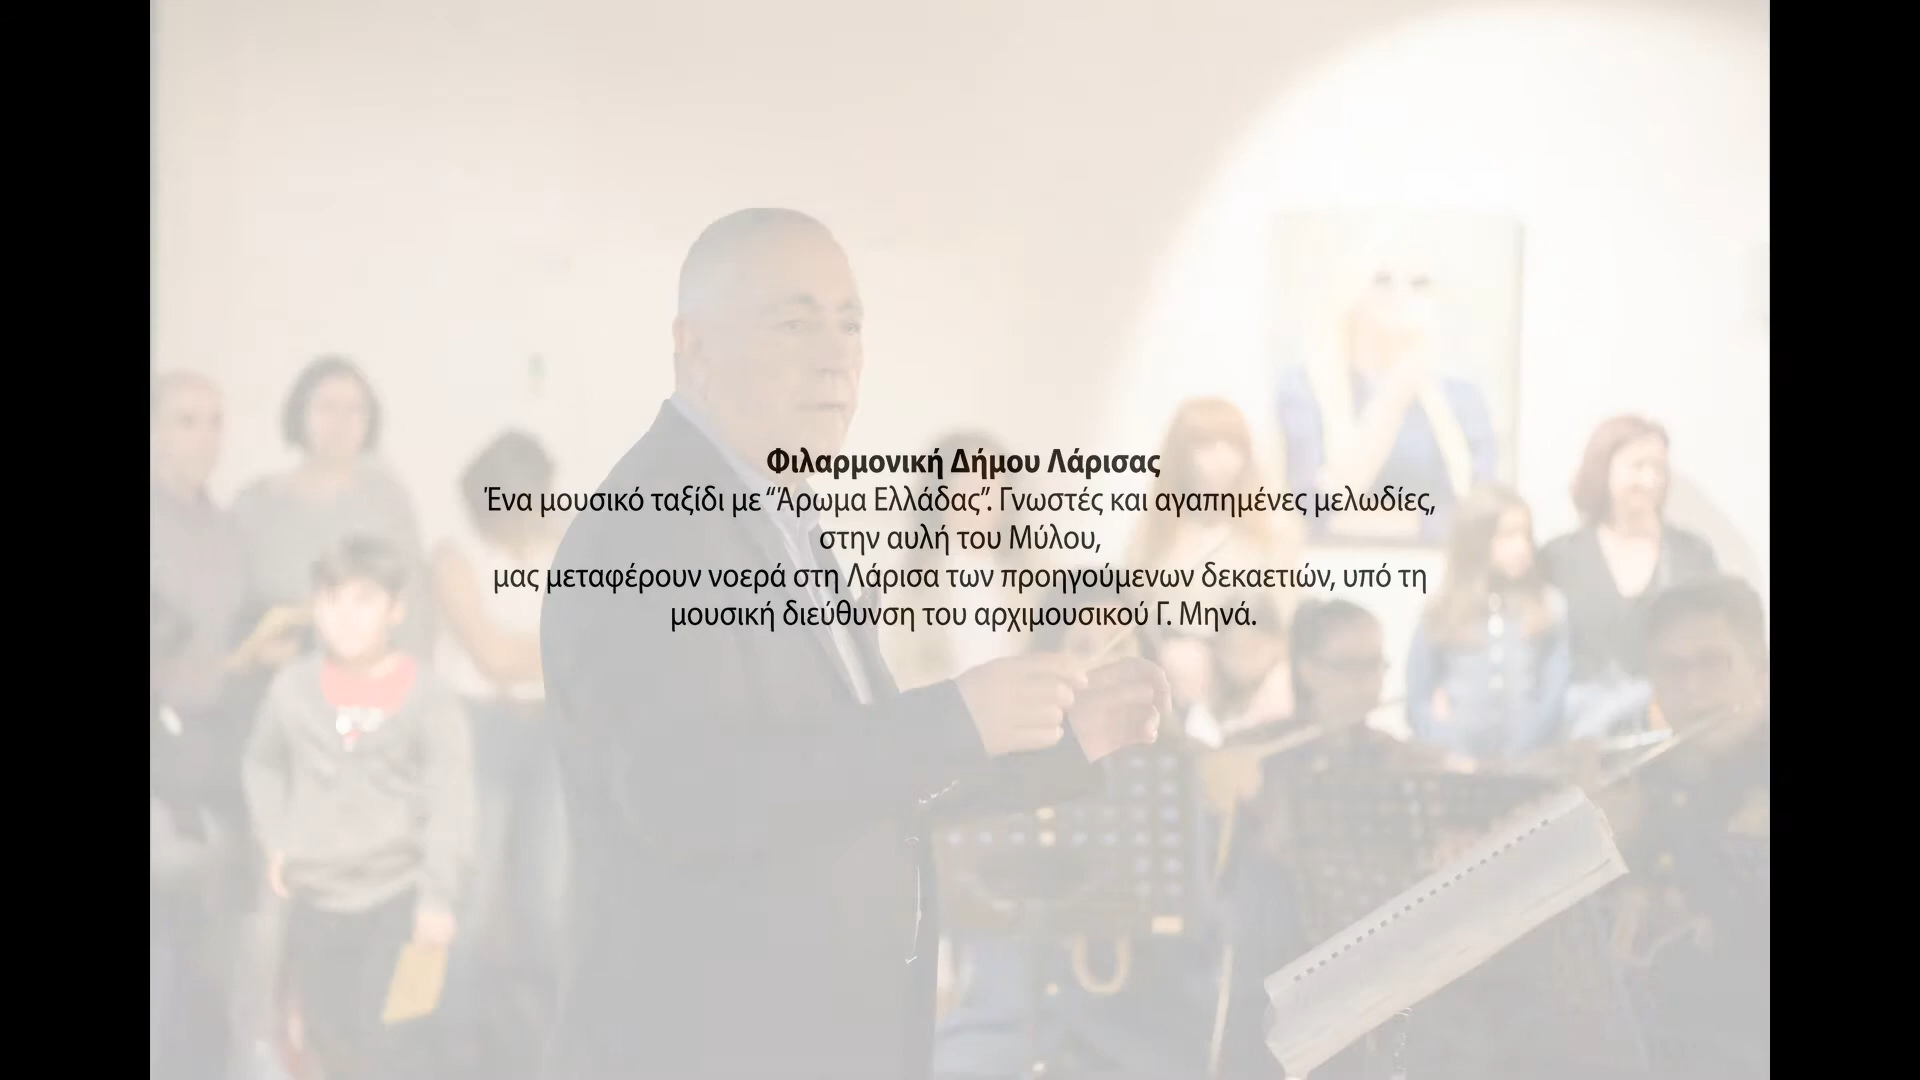 Φιλαρμονική Δήμου Λάρισας
Ένα μουσικό ταξίδι με “Άρωμα Ελλάδας”. Γνωστές και αγαπημένες μελωδίες,
στην αυλή του Μύλου,
μας μεταφέρουν νοερά στη Λάρισα των προηγούμενων δεκαετιών, υπό τη
μουσική διεύθυνση του αρχιμουσικού Γ. Μηνά.